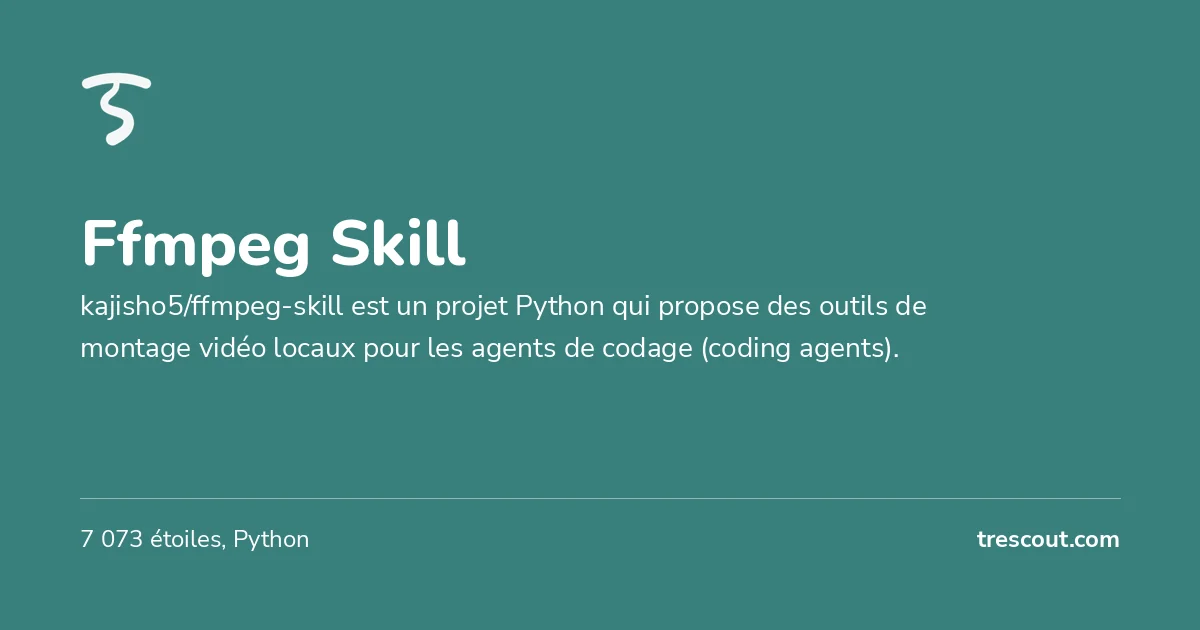 Ffmpeg Skill
kajisho5/ffmpeg-skill est un projet Python qui propose des outils de
montage vidéo locaux pour les agents de codage (coding agents).
7 073 étoiles, Python
trescout.com